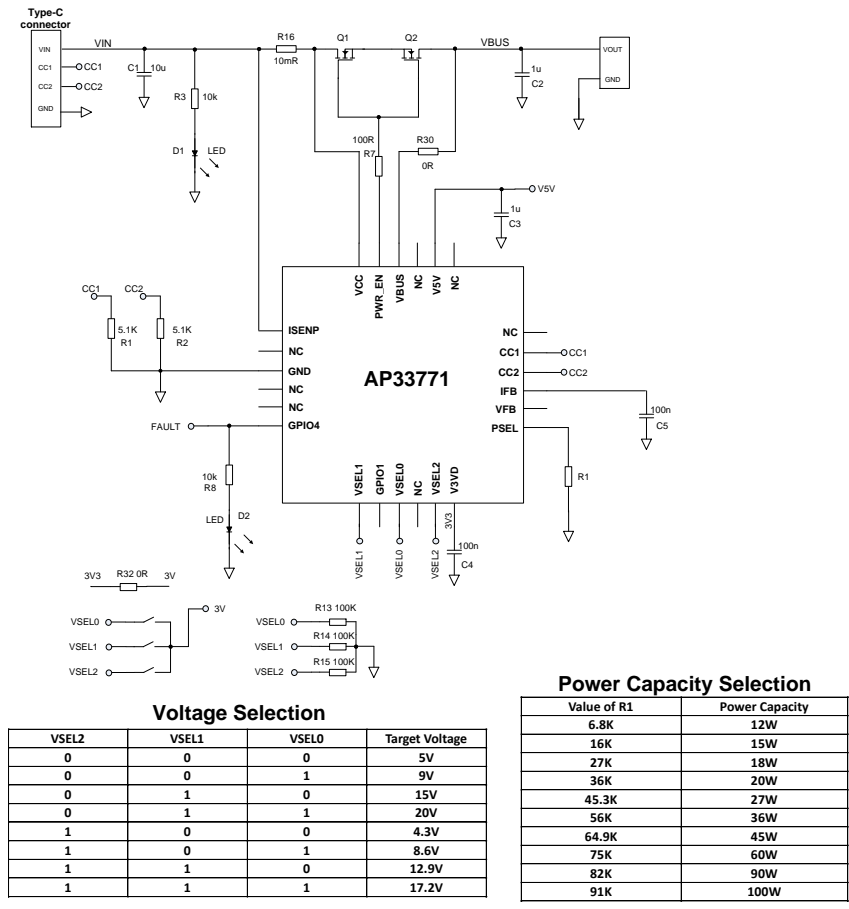 Type-C
connector
VIN
CC1
CC2
GND
VIN
CC1
CC2
C1
10u
R3
10k
D1
LED
R16
10mR
Q1
Q2
VBUS
1u
C2
VOUT
GND
100R
R7
R30
0R
V5V
1u
C3
VCC
PWR_EN
VBUS
NC
V5V
NC
CC1
CC2
5.1K
R1
5.1K
R2
ISENP
NC
GND
NC
NC
GPIO4
AP33771
NC
CC1
CC2
IFB
VFB
PSEL
CC1
CC2
100n
C5
R1
FAULT
10k
R8
LED
D2
VSEL1
GPIO1
VSEL0
NC
VSEL2
V3VD
VSEL1
VSEL0
VSEL2
3V3
100n
C4
3V3
R32 0R
3V
VSEL0
VSEL1
VSEL2
3V
VSEL0
R13 100K
VSEL1
R14 100K
VSEL2
R15 100K
Voltage Selection
VSEL2 VSEL1 VSEL0 Target Voltage
0 0 0 5V
0 0 1 9V
0 1 0 15V
0 1 1 20V
1 0 0 4.3V
1 0 1 8.6V
1 1 0 12.9V
1 1 1 17.2V
Power Capacity Selection
Value of R1 Power Capacity
6.8K 12W
16K 15W
27K 18W
36K 20W
45.3K 27W
56K 36W
64.9K 45W
75K 60W
82K 90W
91K 100W